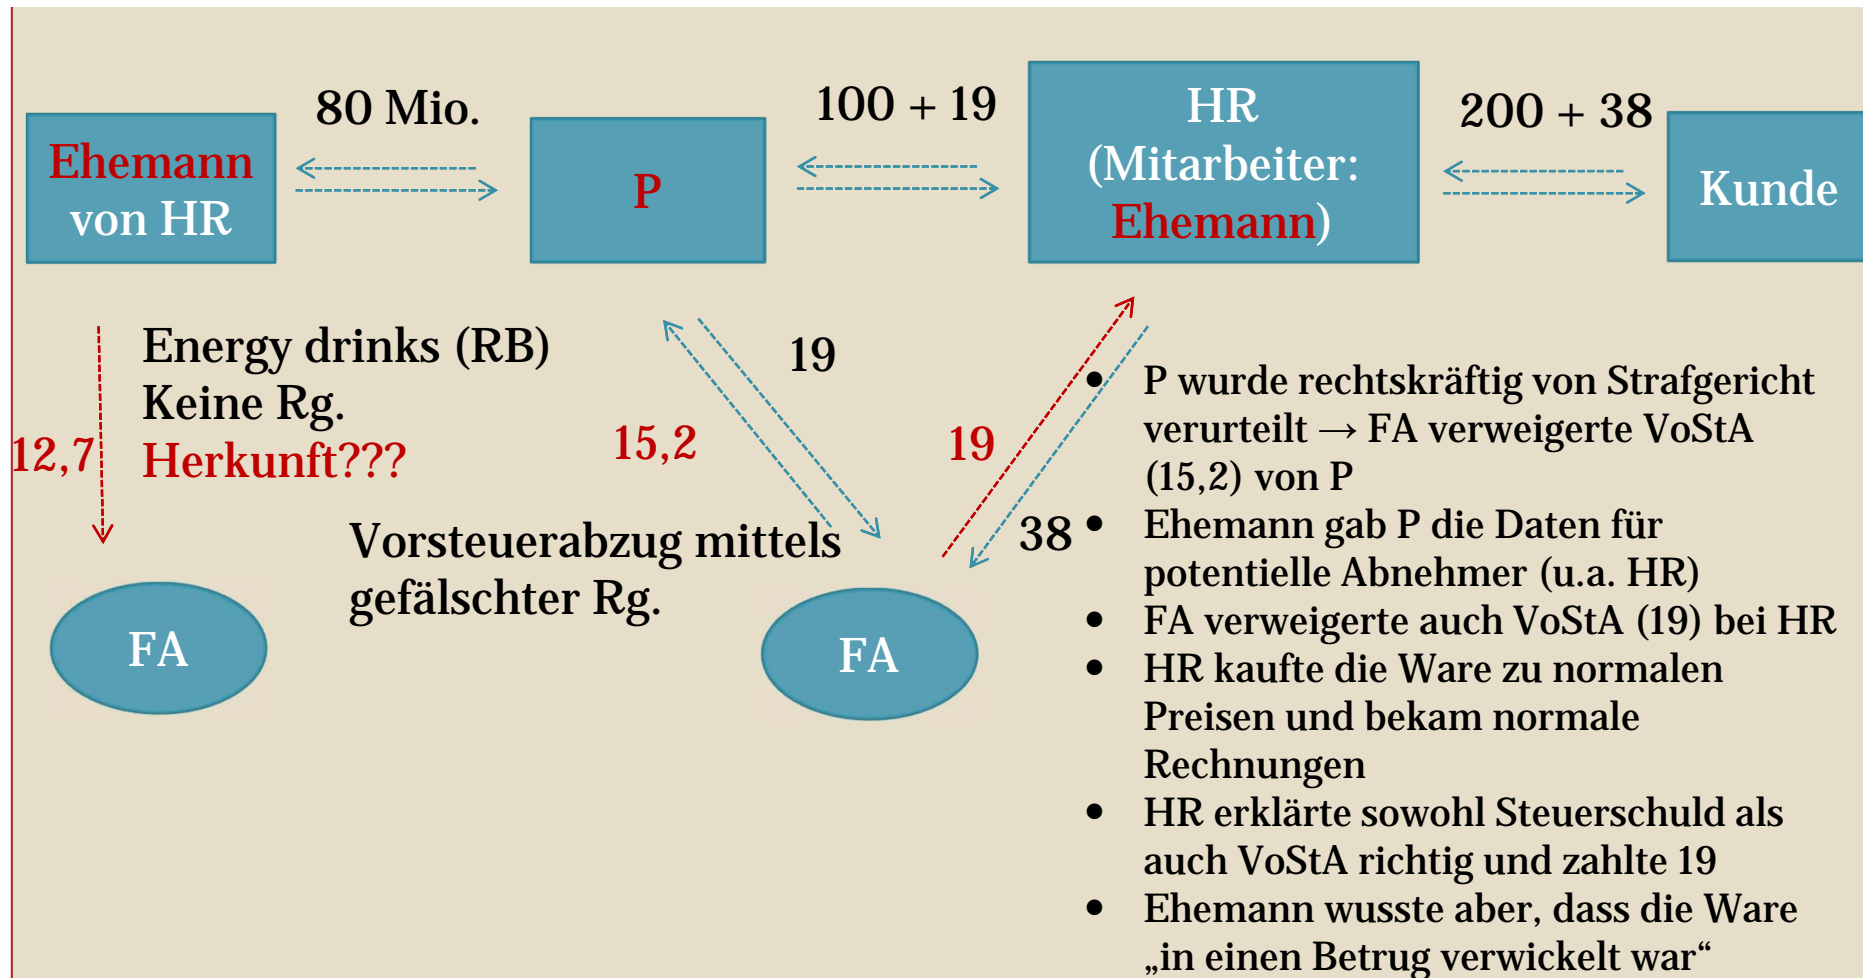 80 Mio.
100 + 19
200 + 38
Ehemann
von HR
P
HR
(Mitarbeiter:
Ehemann)
Kunde
Energy drinks (RB)
Keine Rg.
Herkunft???
12,7
15,2
19
19
38
Vorsteuerabzug mittels
gefälschter Rg.
FA
FA
• P wurde rechtskräftig von Strafgericht
verurteilt → FA verweigerte VoStA
(15,2) von P
• Ehemann gab P die Daten für
potentielle Abnehmer (u.a. HR)
• FA verweigerte auch VoStA (19) bei HR
• HR kaufte die Ware zu normalen
Preisen und bekam normale
Rechnungen
• HR erklärte sowohl Steuerschuld als
auch VoStA richtig und zahlte 19
• Ehemann wusste aber, dass die Ware
„in einen Betrug verwickelt war“